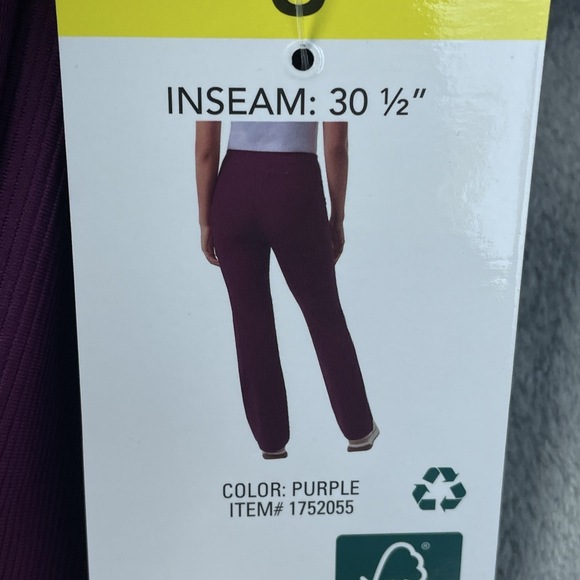 INSEAM: 30 ½"
COLOR: PURPLE
ITEM# 1752055
®